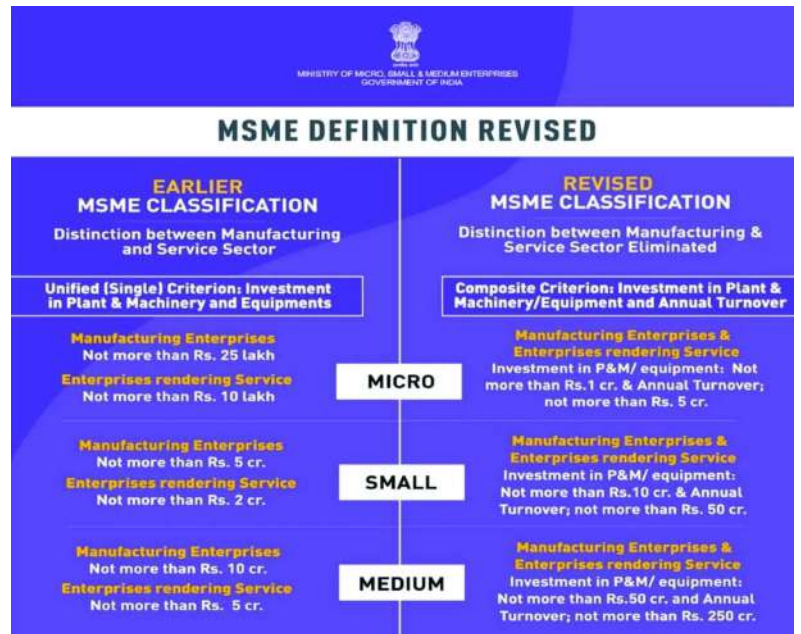 MINISTRY OF MICRO, SMALL & MEDIUM ENTERPRISES
GOVERNMENT OF INDIA
MSME DEFINITION REVISED
EARLIER
MSME CLASSIFICATION
Distinction between Manufacturing
and Service Sector
Unified (Single) Criterion: Investment
in Plant & Machinery and Equipments
REVISED
MSME CLASSIFICATION
Distinction between Manufacturing &
Service Sector Eliminated
Composite Criterion: Investment in Plant &
Machinery/Equipment and Annual Turnover
Manufacturing Enterprises
Not more than Rs. 25 lakh
Enterprises rendering Service
Not more than Rs. 10 lakh
MICRO
Manufacturing Enterprises &
Enterprises rendering Service
Investment in P&M/ equipment: Not
more than Rs.1 cr. & Annual Turnover;
not more than Rs. 5 cr.
Manufacturing Enterprises
Not more than Rs. 5 cr.
Enterprises rendering Service
Not more than Rs. 2 cr.
SMALL
Manufacturing Enterprises &
Enterprises rendering Service
Investment in P&M/ equipment:
Not more than Rs.10 cr. & Annual
Turnover; not more than Rs. 50 cr.
Manufacturing Enterprises
Not more than Rs. 10 cr.
Enterprises rendering Service
Not more than Rs. 5 cr.
MEDIUM
Manufacturing Enterprises &
Enterprises rendering Service
Investment in P&M/ equipment:
Not more than Rs.50 cr. and Annual
Turnover; not more than Rs. 250 cr.